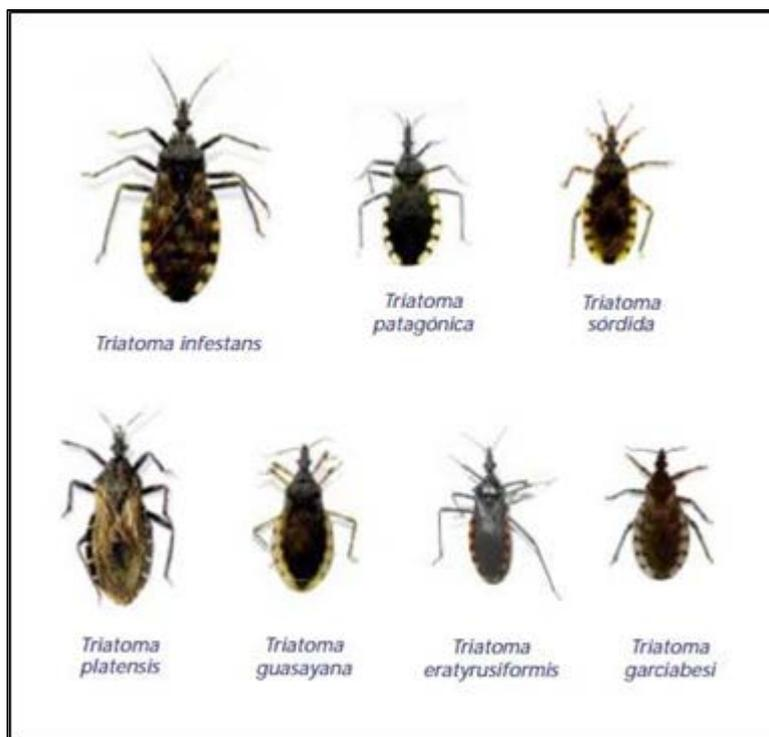 Triatoma infestans
Triatoma
patagónica
Triatoma
sórdida
Triatoma
platensis
Triatoma
guasayana
Triatoma
eratyrusiformis
Triatoma
garciabesi